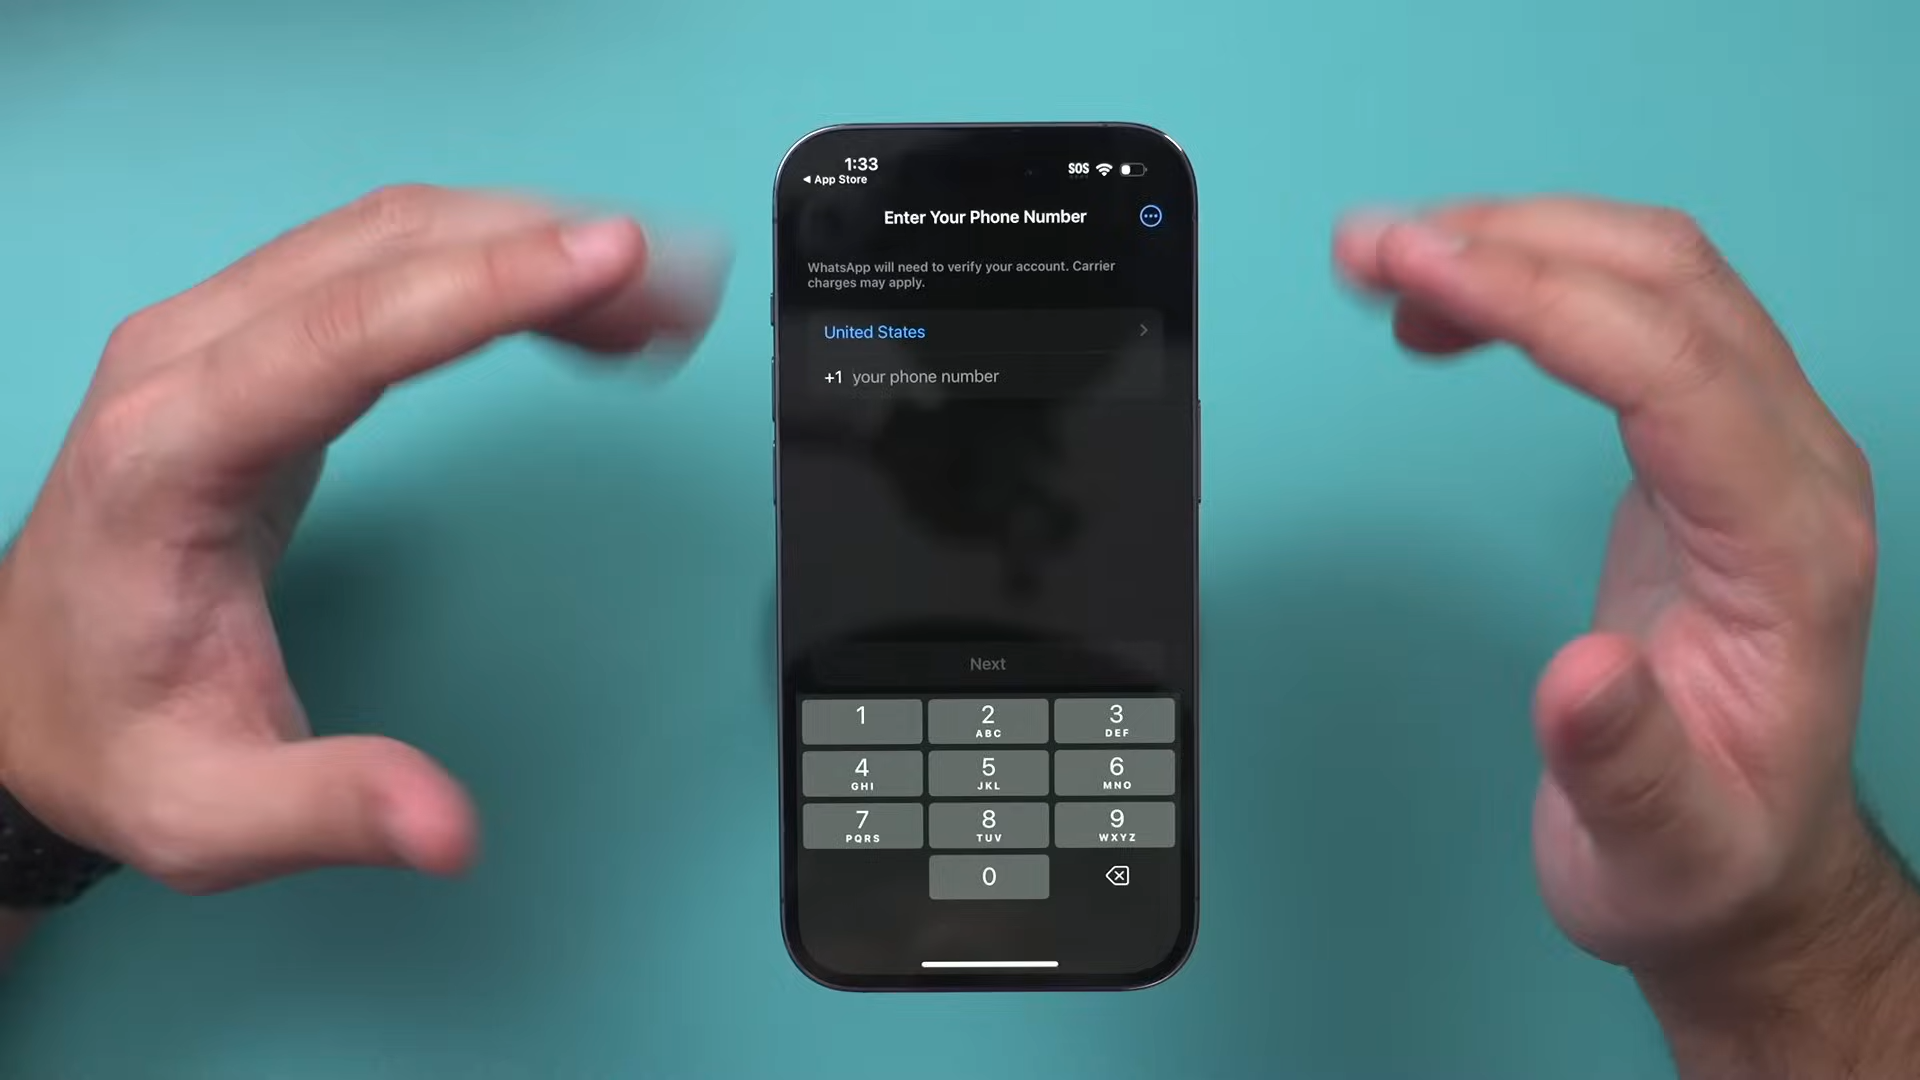 1:33
SOS
◀ App Store
Enter Your Phone Number
WhatsApp will need to verify your account. Carrier
charges may apply.
United States
+1 your phone number
Next
1
2
3
ABC
DEF
4
5
6
GHI
JKL
MNO
7
8
9
PQRS
TUV
WXYZ
0